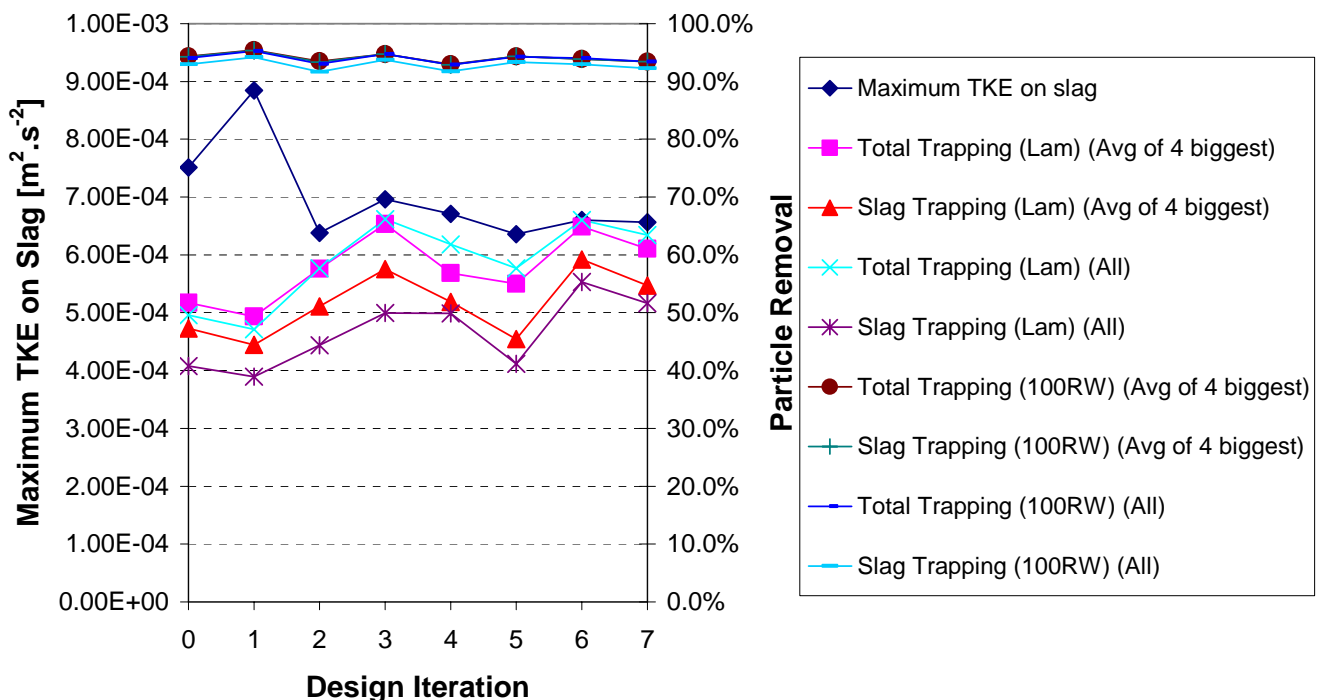 Maximum TKE on Slag [m2.s-2]
1.00E-03
9.00E-04
8.00E-04
7.00E-04
6.00E-04
5.00E-04
4.00E-04
3.00E-04
2.00E-04
1.00E-04
0.00E+00
100.0%
90.0%
80.0%
70.0%
60.0%
50.0%
40.0%
30.0%
20.0%
10.0%
0.0%
Particle Removal
0 1 2 3 4 5 6 7
Design Iteration
Maximum TKE on slag
Total Trapping (Lam) (Avg of 4 biggest)
Slag Trapping (Lam) (Avg of 4 biggest)
Total Trapping (Lam) (All)
Slag Trapping (Lam) (All)
Total Trapping (100RW) (Avg of 4 biggest)
Slag Trapping (100RW) (Avg of 4 biggest)
Total Trapping (100RW) (All)
Slag Trapping (100RW) (All)